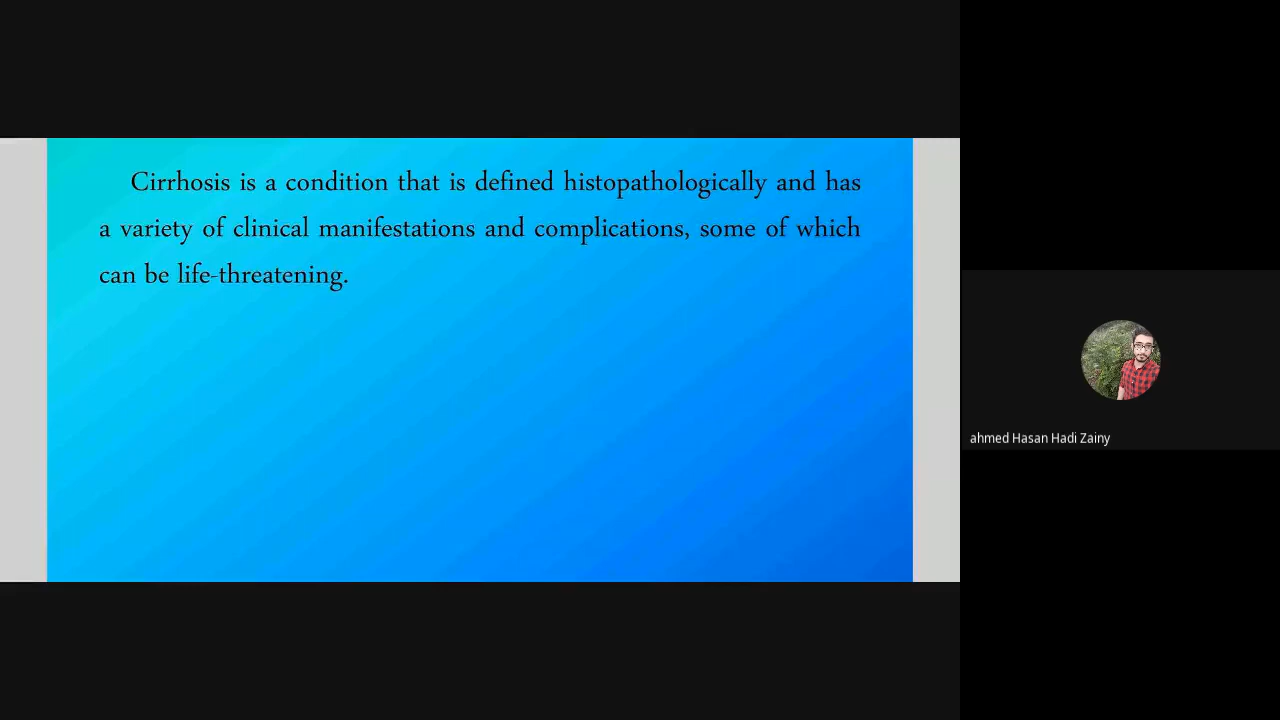 Cirrhosis is a condition that is defined histopathologically and has
a variety of clinical manifestations and complications, some of which
can be life-threatening.
ahmed Hasan Hadi Zainy